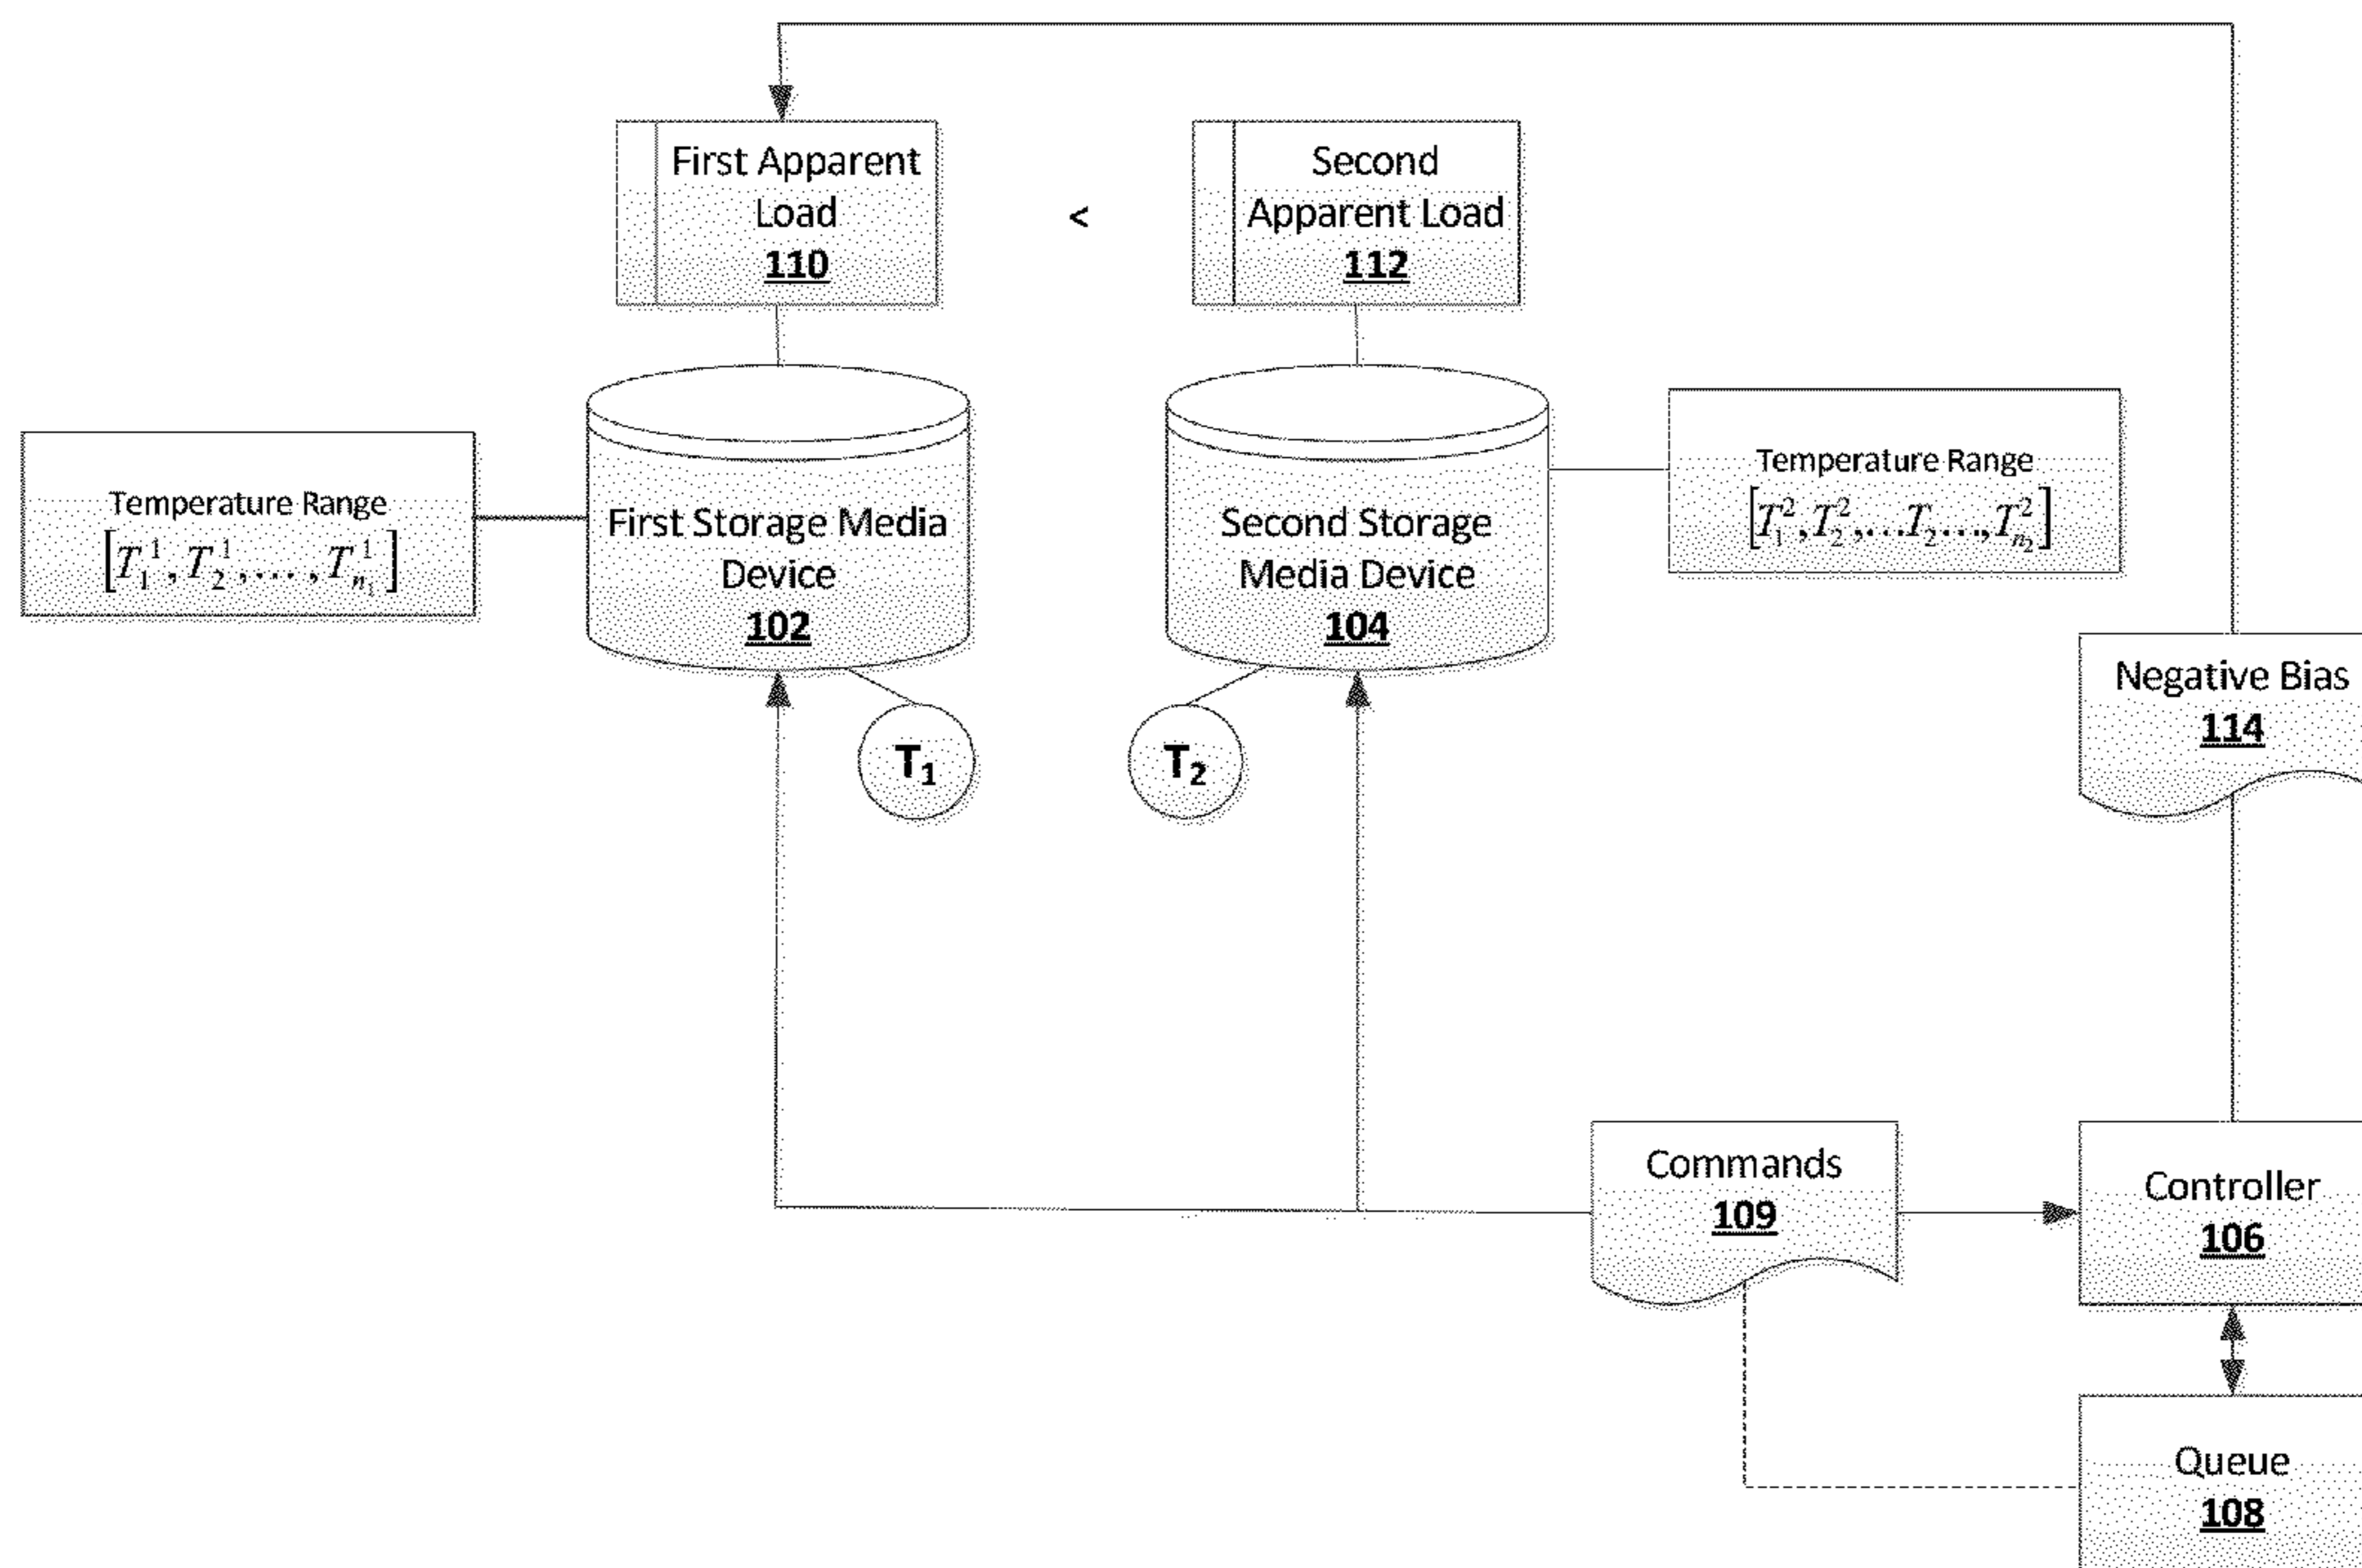 First Apparent
Load
110
<
Second
Apparent Load
112
Temperature Range
[T₁¹, T₂¹, ...., Tₙ₁¹]
First Storage Media
Device
102
Second Storage
Media Device
104
Temperature Range
[T₁², T₂²,...T₂...,Tₙ₂²]
T₁
T₂
Negative Bias
114
Commands
109
Controller
106
Queue
108